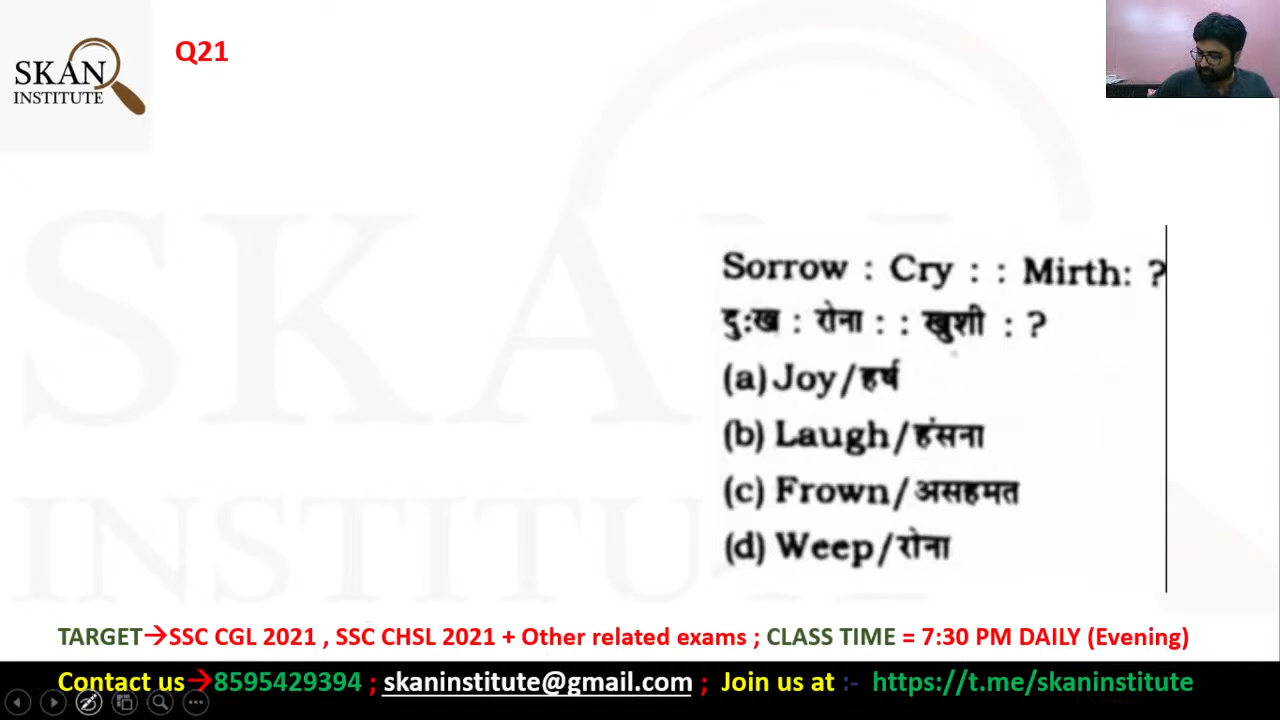 SKAN
INSTITUTE
Q21
Sorrow : Cry : : Mirth: ?
दुःख : रोना : : खुशी : ?
(a) Joy/हर्ष
(b) Laugh/हंसना
(c) Frown/असहमत
(d) Weep/रोना
SKAN
INSTITUTE
TARGET→SSC CGL 2021 , SSC CHSL 2021 + Other related exams ; CLASS TIME = 7:30 PM DAILY (Evening)
Contact us→8595429394 ; skaninstitute@gmail.com ; Join us at :- https://t.me/skaninstitute